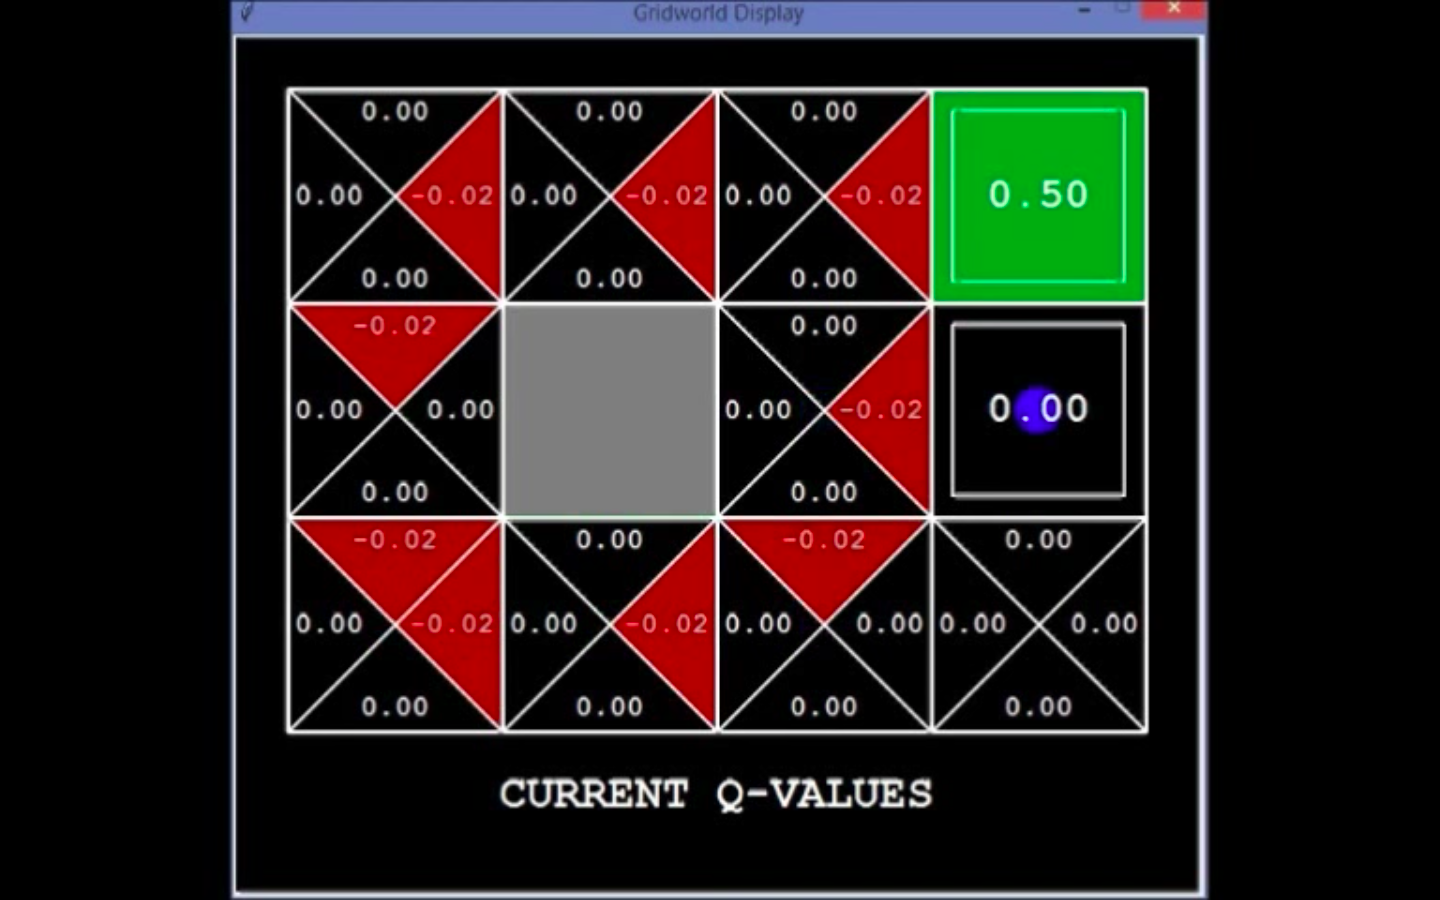 Gridworld Display
0.00 0.00 0.00
0.00 -0.02 0.00 -0.02 0.00 -0.02 0.50
0.00 0.00 0.00
-0.02 0.00
0.00 0.00 0.00 -0.02 0.00
0.00 0.00
-0.02 0.00 -0.02 0.00
0.00 -0.02 0.00 -0.02 0.00 0.00 0.00 0.00
0.00 0.00 0.00 0.00
CURRENT Q-VALUES